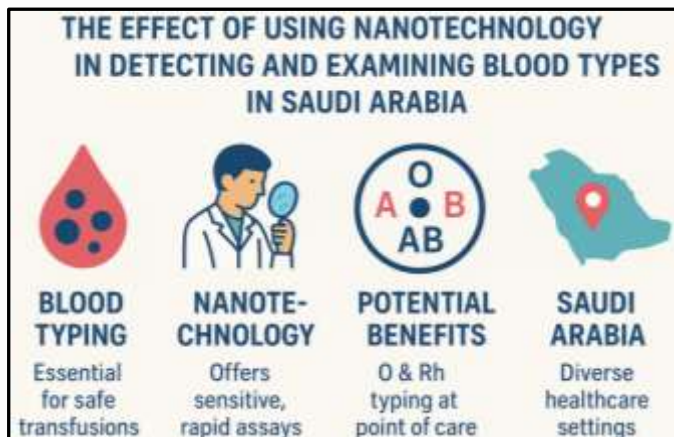 THE EFFECT OF USING NANOTECHNOLOGY
IN DETECTING AND EXAMINING BLOOD TYPES
IN SAUDI ARABIA
O
A B
AB
BLOOD
TYPING
Essential
for safe
transfusions
NANOTE-
CHNOLOGY
Offers
sensitive,
rapid assays
POTENTIAL
BENEFITS
O & Rh
typing at
point of care
SAUDI
ARABIA
Diverse
healthcare
settings